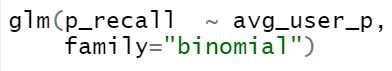 glm(p_recall  ~ avg_user_p,
    family="binomial")